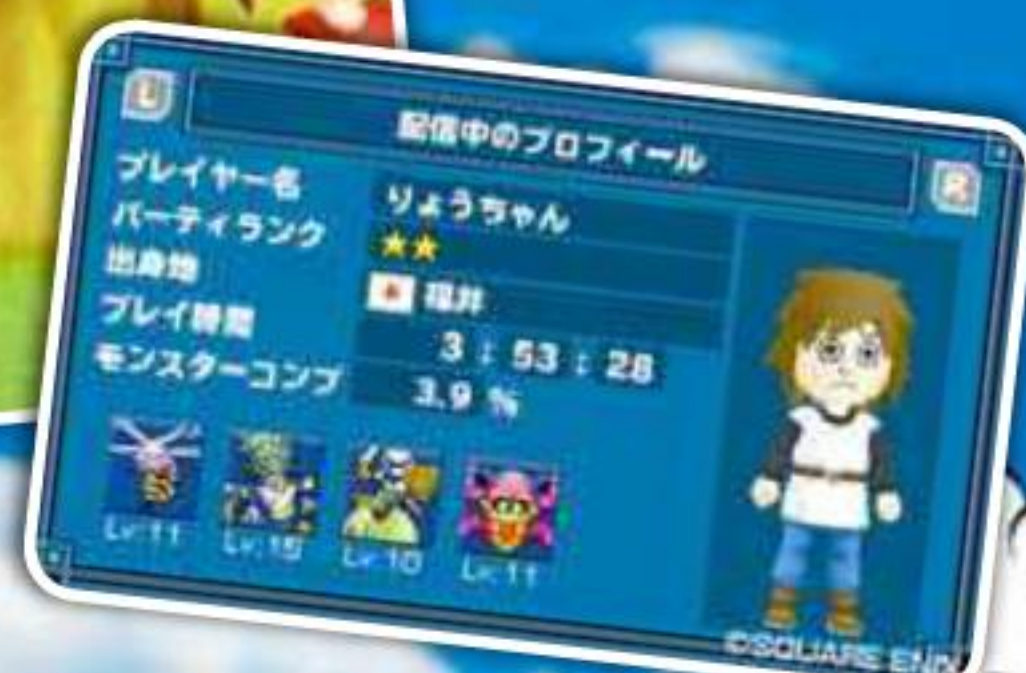 L
配信中のプロフィール
R
プレイヤー名 りょうちゃん
パーティランク ★★
出身地 福井
プレイ時間 3:53:28
モンスターコンプ 3.9 %
Lv:11 Lv:15 Lv:10 Lv:11
©SQUARE ENIX